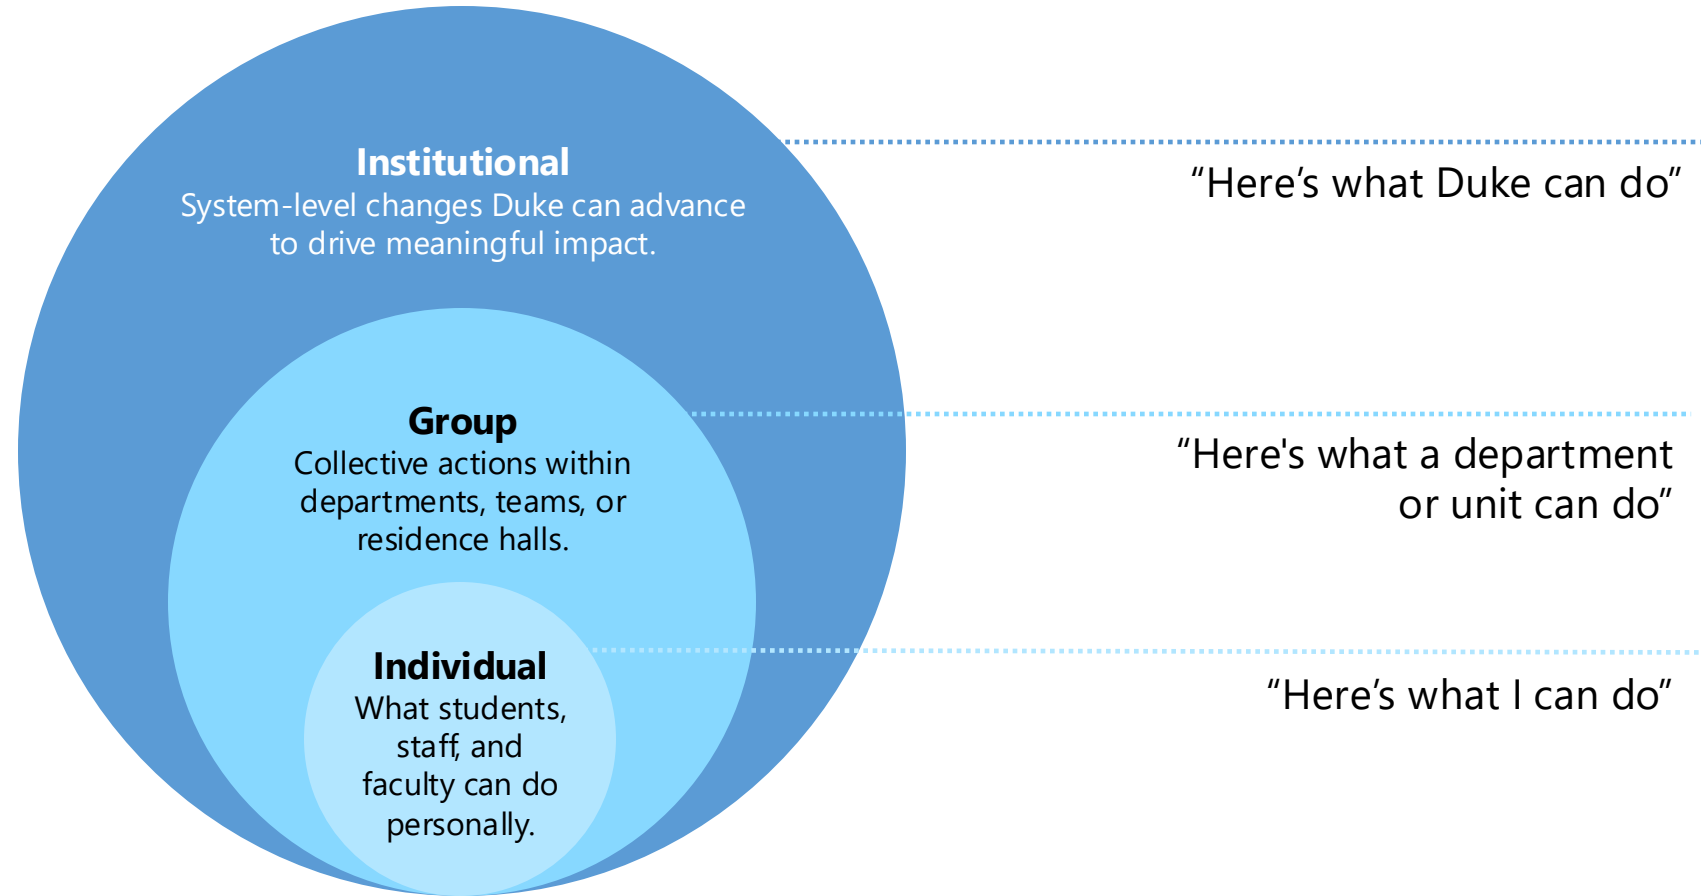 Institutional
System-level changes Duke can advance
to drive meaningful impact.
“Here’s what Duke can do”
Group
Collective actions within
departments, teams, or
residence halls.
“Here's what a department
or unit can do”
Individual
What students,
staff, and
faculty can do
personally.
“Here’s what I can do”